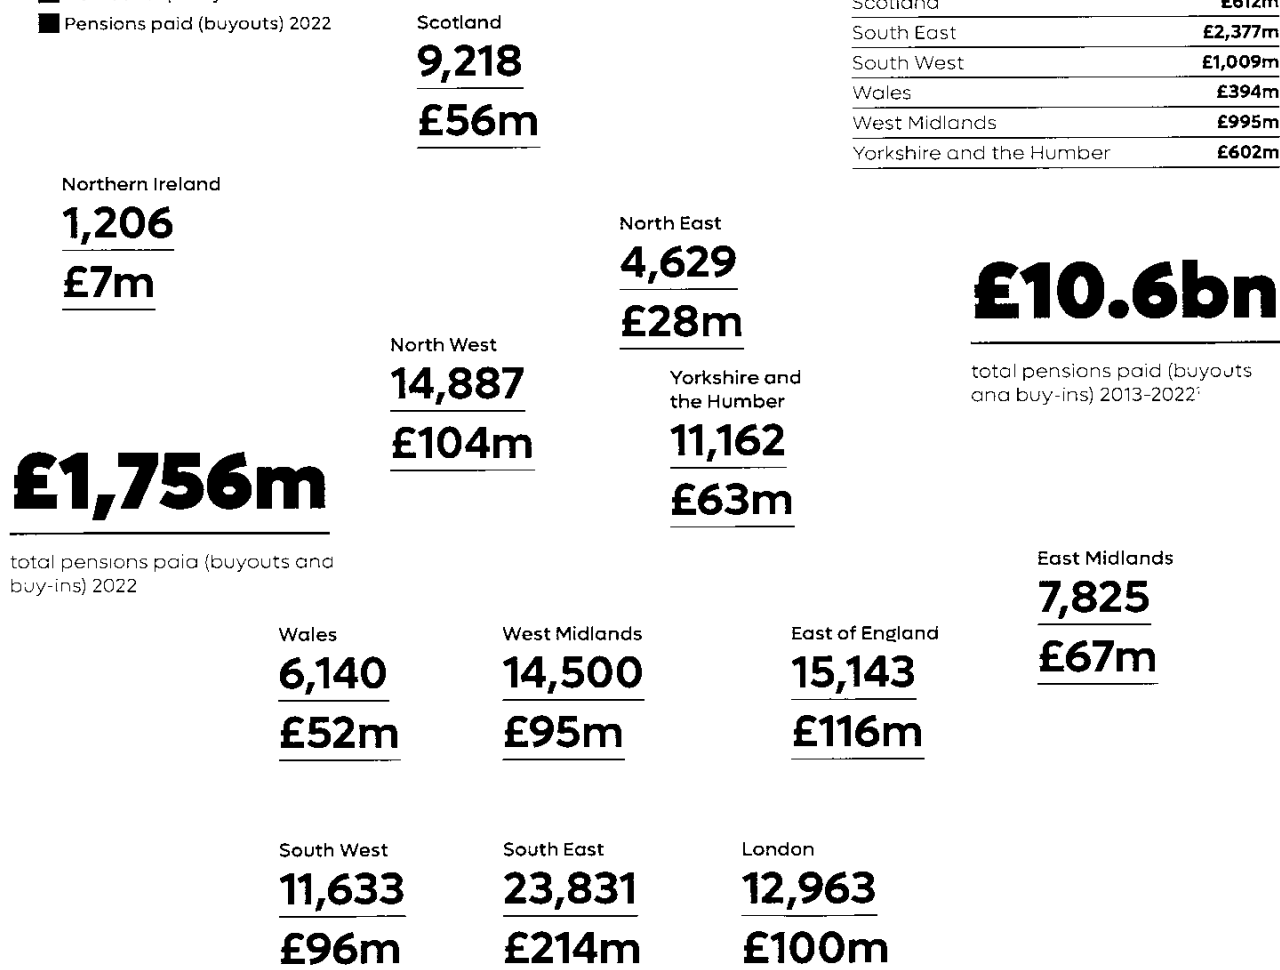 Pensions paid (buyouts) 2022
Scotland
9,218
£56m
Scotland £612m
South East £2,377m
South West £1,009m
Wales £394m
West Midlands £995m
Yorkshire and the Humber £602m
Northern Ireland
1,206
£7m
North East
4,629
£28m
£10.6bn
total pensions paid (buyouts
and buy-ins) 2013-2022
North West
14,887
£104m
Yorkshire and
the Humber
11,162
£63m
£1,756m
total pensions paid (buyouts and
buy-ins) 2022
East Midlands
7,825
£67m
Wales
6,140
£52m
West Midlands
14,500
£95m
East of England
15,143
£116m
South West
11,633
£96m
South East
23,831
£214m
London
12,963
£100m